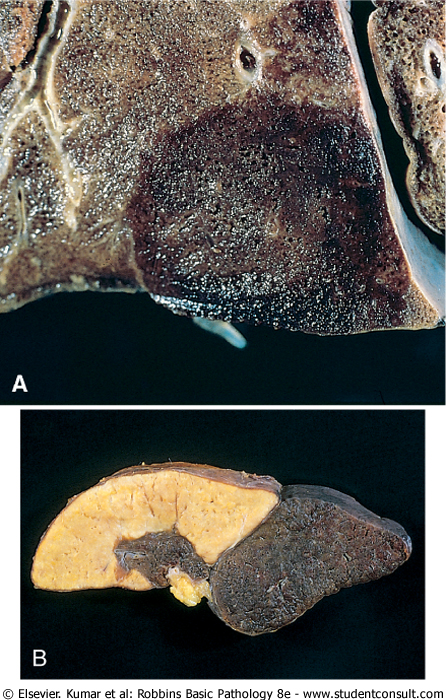 A
B
© Elsevier. Kumar et al: Robbins Basic Pathology 8e - www.studentconsult.com